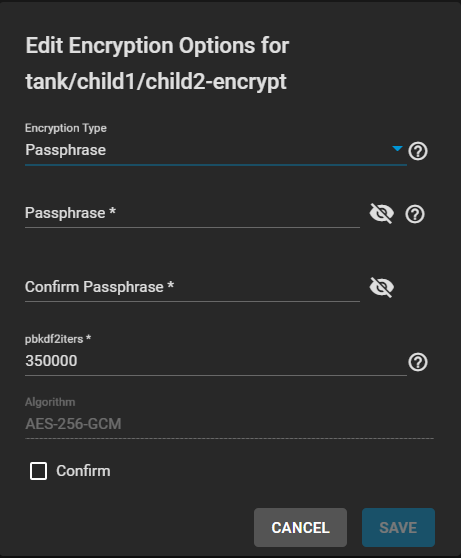 Edit Encryption Options for
tank/child1/child2-encrypt
Encryption Type
Passphrase
Passphrase *
Confirm Passphrase *
pbkdf2iters *
350000
Algorithm
AES-256-GCM
Confirm
CANCEL
SAVE